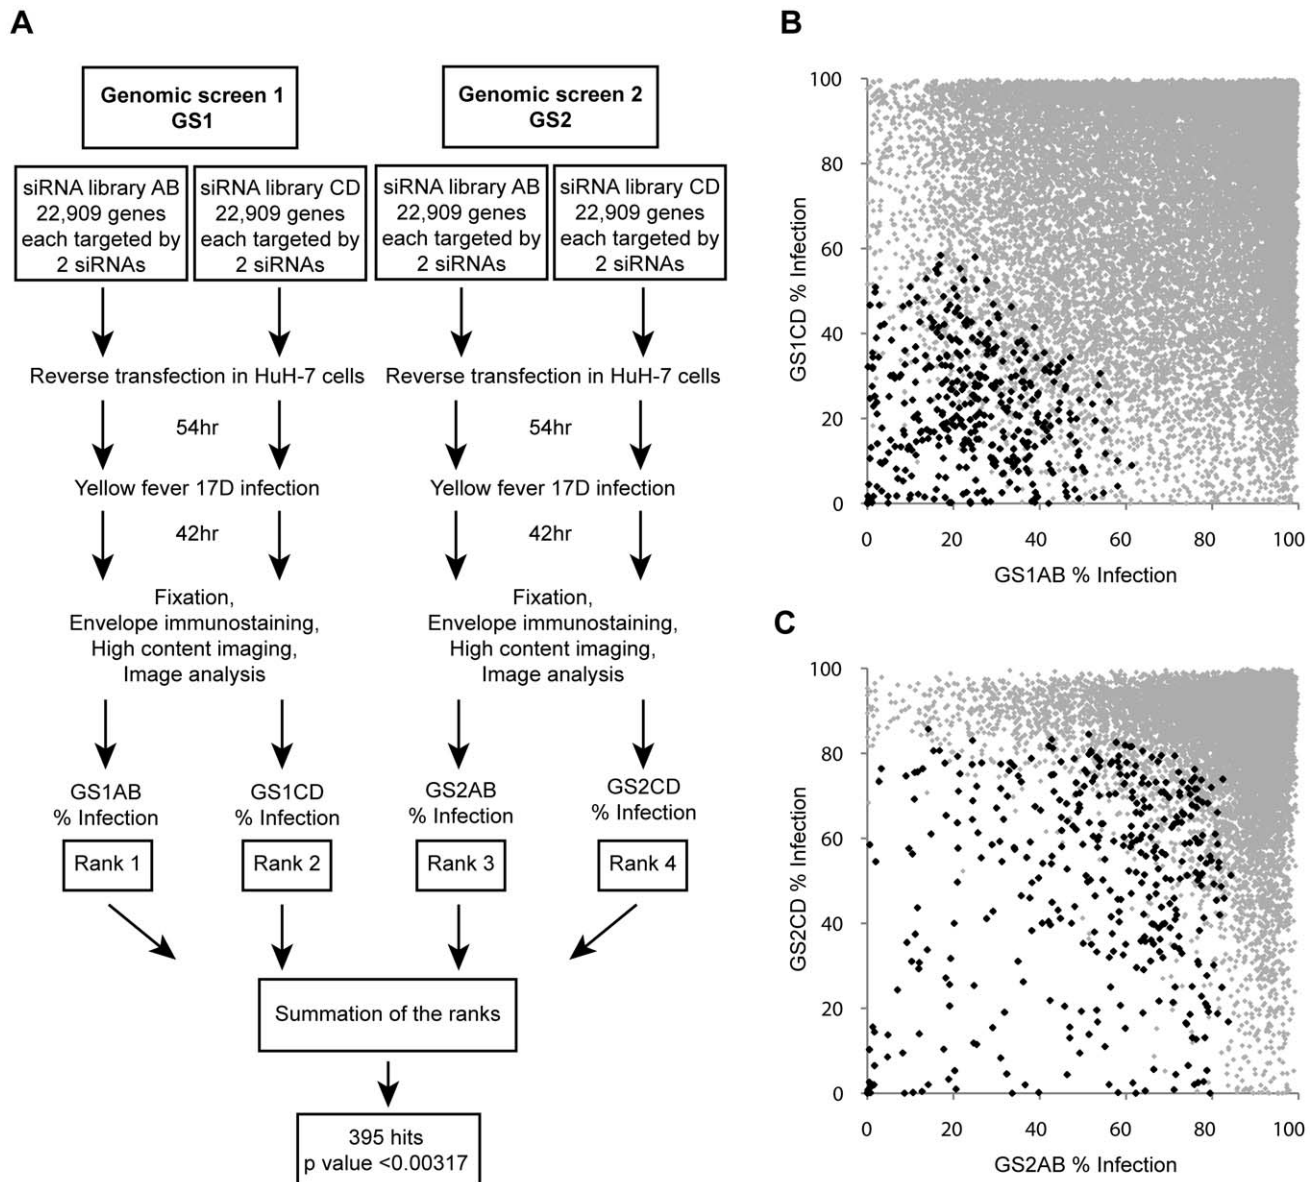 A
Genomic screen 1
GS1
Genomic screen 2
GS2
siRNA library AB
22,909 genes
each targeted by
2 siRNAs
siRNA library CD
22,909 genes
each targeted by
2 siRNAs
siRNA library AB
22,909 genes
each targeted by
2 siRNAs
siRNA library CD
22,909 genes
each targeted by
2 siRNAs
Reverse transfection in HuH-7 cells
Reverse transfection in HuH-7 cells
54hr
54hr
Yellow fever 17D infection
Yellow fever 17D infection
42hr
42hr
Fixation,
Envelope immunostaining,
High content imaging,
Image analysis
Fixation,
Envelope immunostaining,
High content imaging,
Image analysis
GS1AB
% Infection
GS1CD
% Infection
GS2AB
% Infection
GS2CD
% Infection
Rank 1
Rank 2
Rank 3
Rank 4
Summation of the ranks
395 hits
p value <0.00317
B
GS1CD % Infection
100
80
60
40
20
0
0 20 40 60 80 100
GS1AB % Infection
C
GS2CD % Infection
100
80
60
40
20
0
0 20 40 60 80 100
GS2AB % Infection